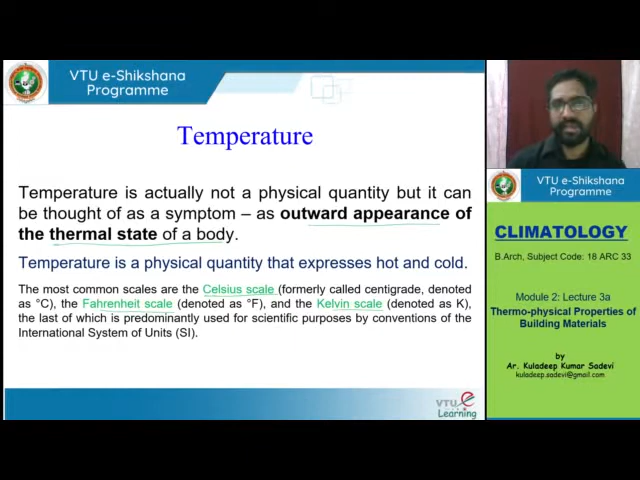 VTU e-Shikshana
Programme
Temperature
Temperature is actually not a physical quantity but it can
be thought of as a symptom – as outward appearance of
the thermal state of a body.
Temperature is a physical quantity that expresses hot and cold.
The most common scales are the Celsius scale (formerly called centigrade, denoted
as °C), the Fahrenheit scale (denoted as °F), and the Kelvin scale (denoted as K),
the last of which is predominantly used for scientific purposes by conventions of the
International System of Units (SI).
VTU e
Learning
VTU e-Shikshana
Programme
CLIMATOLOGY
B.Arch, Subject Code: 18 ARC 33
Module 2: Lecture 3a
Thermo-physical Properties of
Building Materials
by
Ar. Kuladeep Kumar Sadevi
kuladeep.sadevi@gmail.com